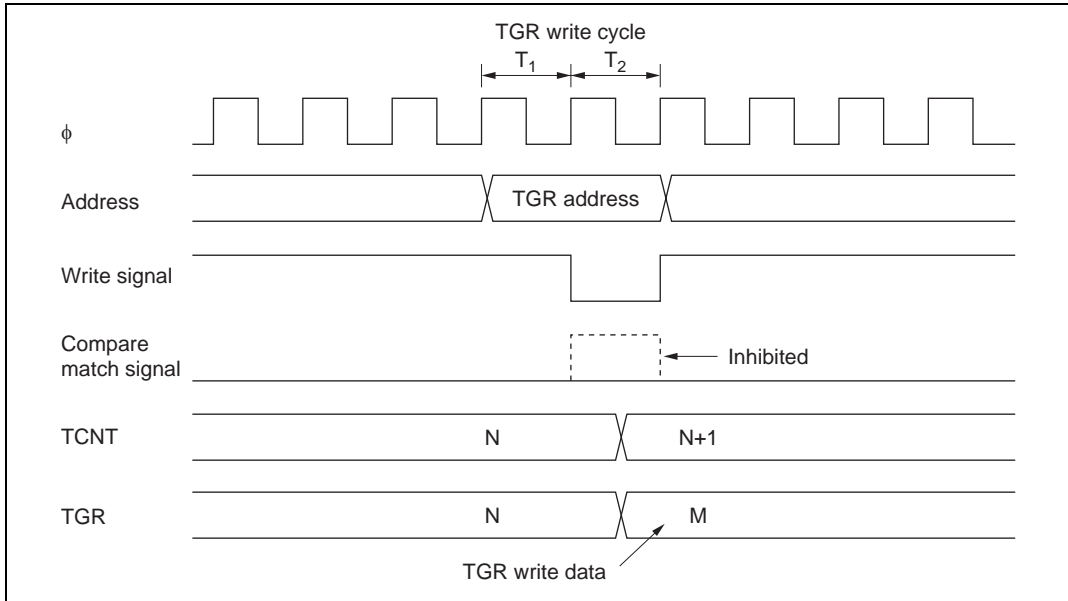 TGR write cycle
T1 T2
ϕ
Address
TGR address
Write signal
Compare
match signal
Inhibited
TCNT
N
N+1
TGR
N
M
TGR write data